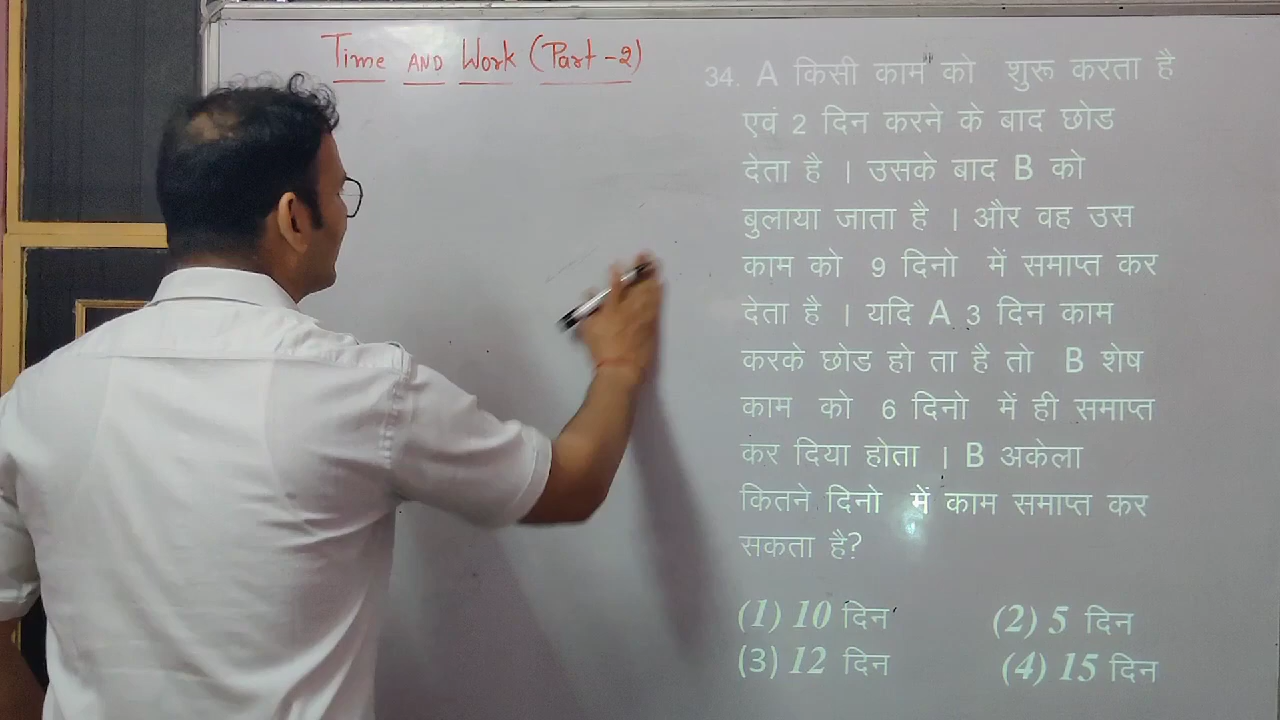 Time AND Work (Part-2)
34. A किसी काम को शुरू करता है
एवं 2 दिन करने के बाद छोड
देता है । उसके बाद B को
बुलाया जाता है । और वह उस
काम को 9 दिनो में समाप्त कर
देता है । यदि A 3 दिन काम
करके छोड हो ता है तो B शेष
काम को 6 दिनो में ही समाप्त
कर दिया होता । B अकेला
कितने दिनो में काम समाप्त कर
सकता है?
(1) 10 दिन (2) 5 दिन
(3) 12 दिन (4) 15 दिन